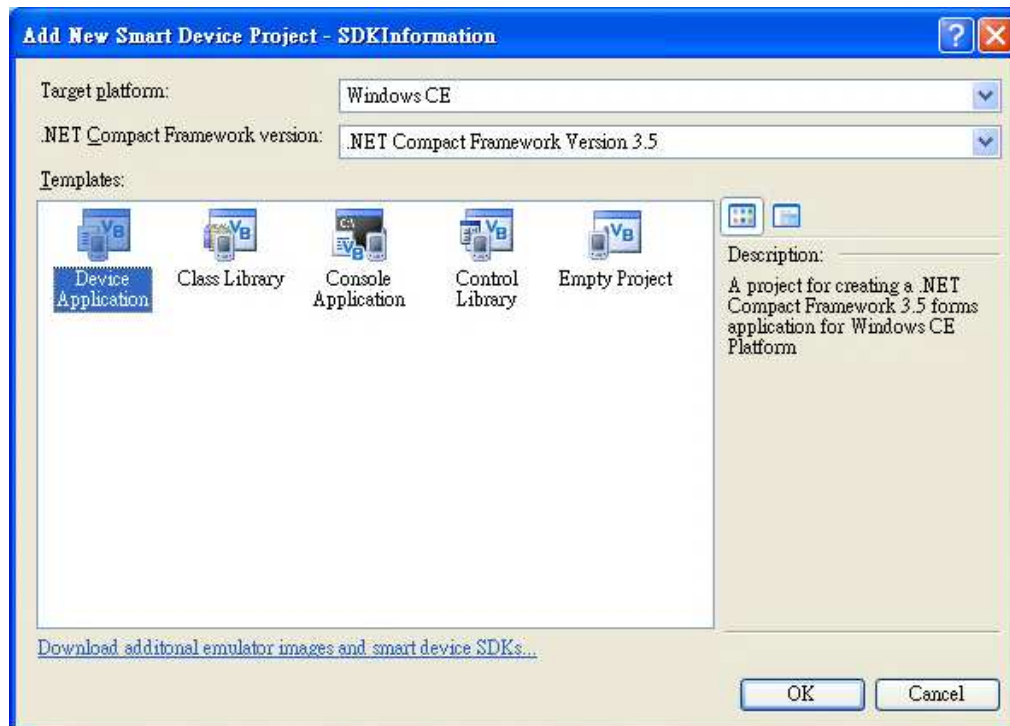 Add New Smart Device Project - SDKInformation
Target platform:
Windows CE
.NET Compact Framework version:
.NET Compact Framework Version 3.5
Templates:
Device
Application
Class Library
Console
Application
Control
Library
Empty Project
Description:
A project for creating a .NET
Compact Framework 3.5 forms
application for Windows CE
Platform
Download additonal emulator images and smart device SDKs...
OK
Cancel